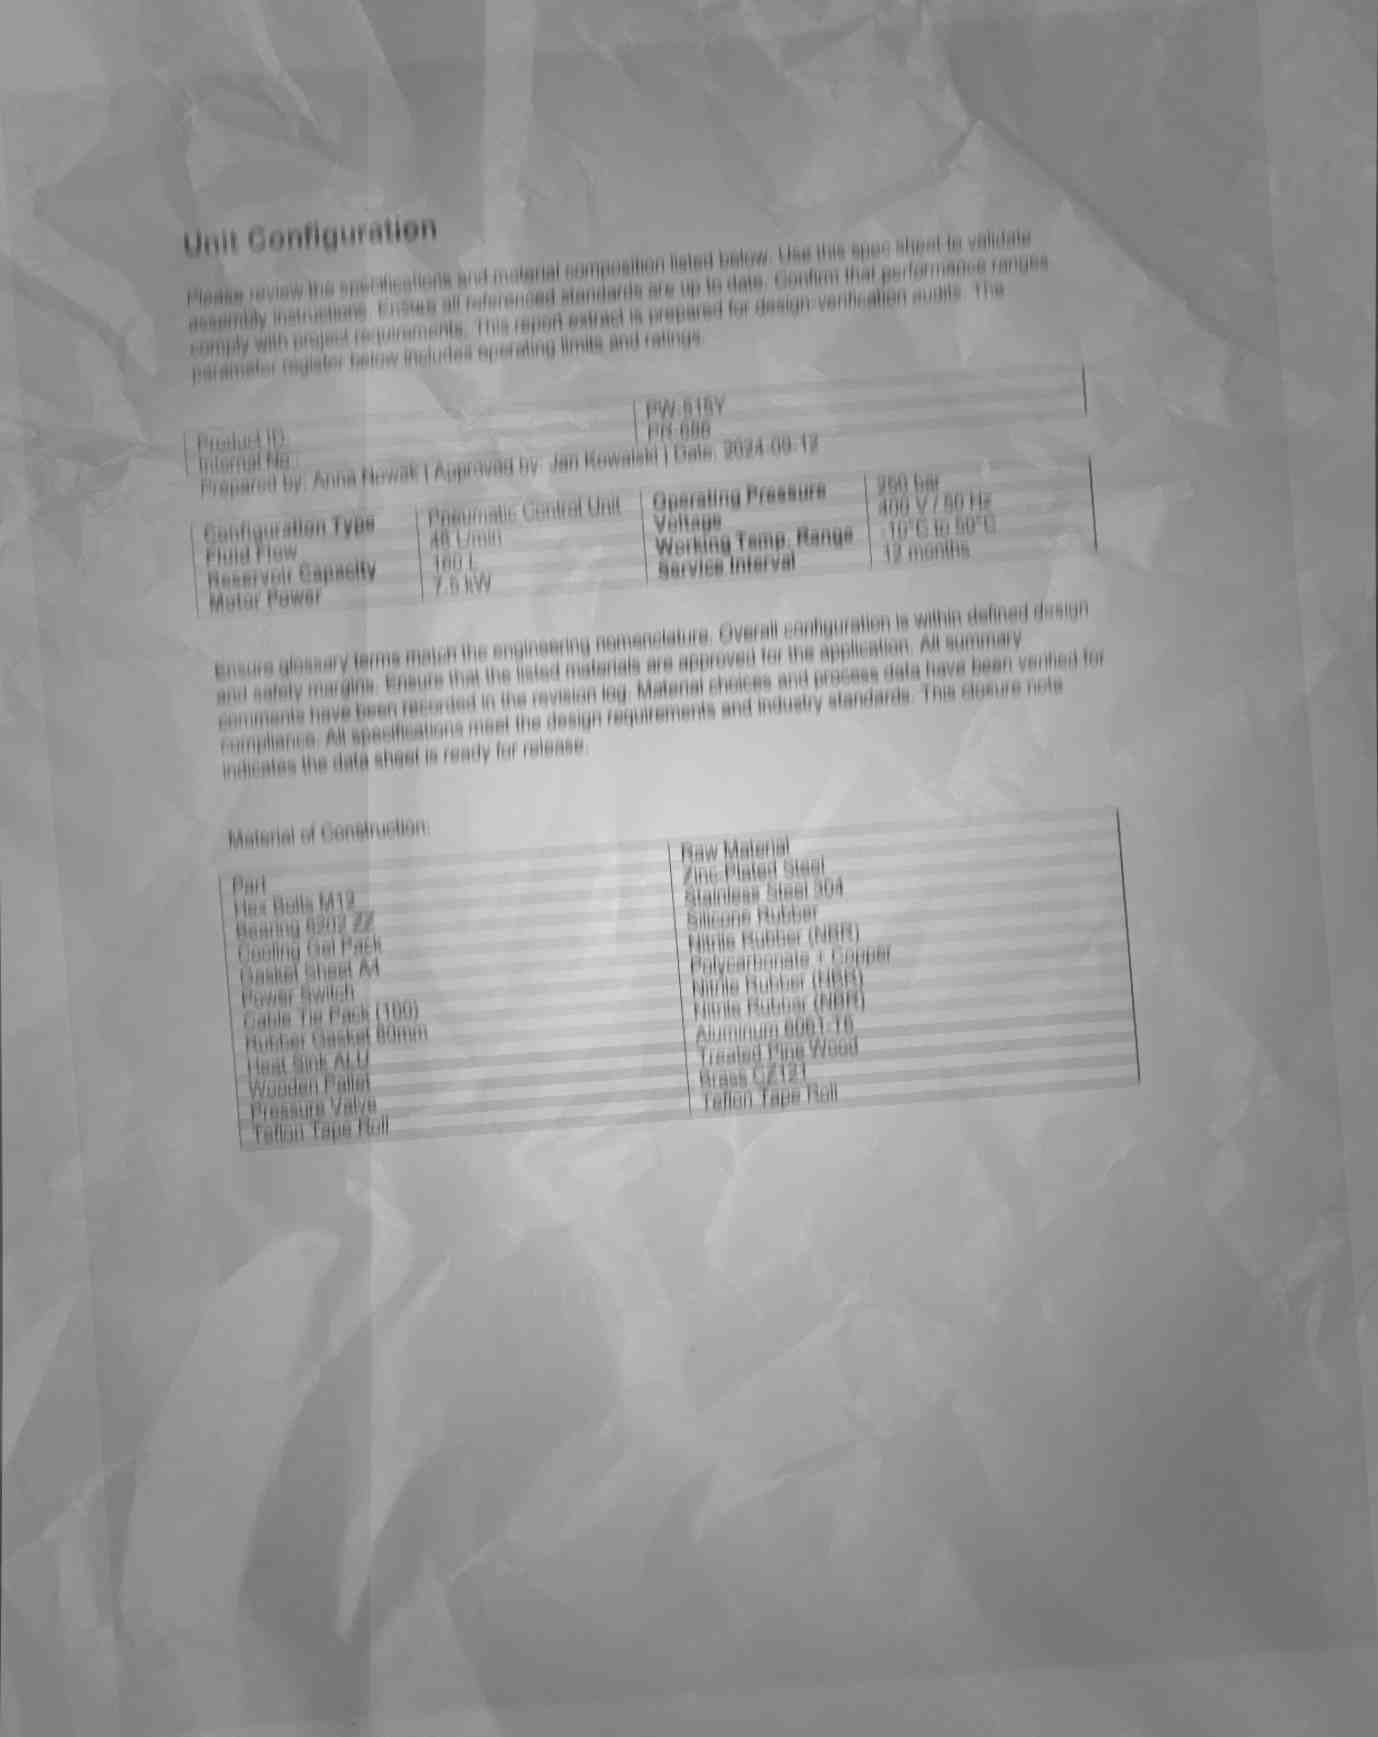 Unit Configuration
Please review the specifications and material composition listed below. Use this spec sheet to validate
assembly instructions. Ensure all referenced standards are up to date. Confirm that performance ranges
comply with project requirements. This report extract is prepared for design-verification audits. The
parameter register below includes operating limits and ratings.
Product ID: PW-515Y
Internal No.: PR-686
Prepared by: Anna Nowak | Approved by: Jan Kowalski | Date: 2024-09-12
Configuration Type Pneumatic Control Unit Operating Pressure 250 bar
Fluid Flow L/min Voltage 400 V / 50 Hz
Reservoir Capacity 160 L Working Temp. Range -10°C to 50°C
Motor Power 7.5 kW Service Interval 12 months
Ensure glossary terms match the engineering nomenclature. Overall configuration is within defined design
and safety margins. Ensure that the listed materials are approved for the application. All summary
comments have been recorded in the revision log. Material choices and process data have been verified for
compliance. All specifications meet the design requirements and industry standards. This closure note
indicates the data sheet is ready for release.
Material of Construction:
Part Raw Material
Hex Bolts M12 Zinc-Plated Steel
Bearing 6202 ZZ Stainless Steel 304
Cooling Gel Pack Silicone Rubber
Gasket Sheet A4 Nitrile Rubber (NBR)
Power Switch Polycarbonate + Copper
Cable Tie Pack (100) Nitrile Rubber (NBR)
Rubber Gasket 80mm Nitrile Rubber (NBR)
Heat Sink ALU Aluminum 6061-T6
Wooden Pallet Treated Pine Wood
Pressure Valve Brass CZ121
Teflon Tape Roll Teflon Tape Roll